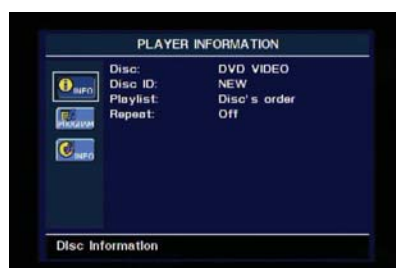 PLAYER INFORMATION
Disc: DVD VIDEO
Disc ID: NEW
Playlist: Disc's order
Repeat: Off
INFO
PROGRAM
INFO
Disc Information